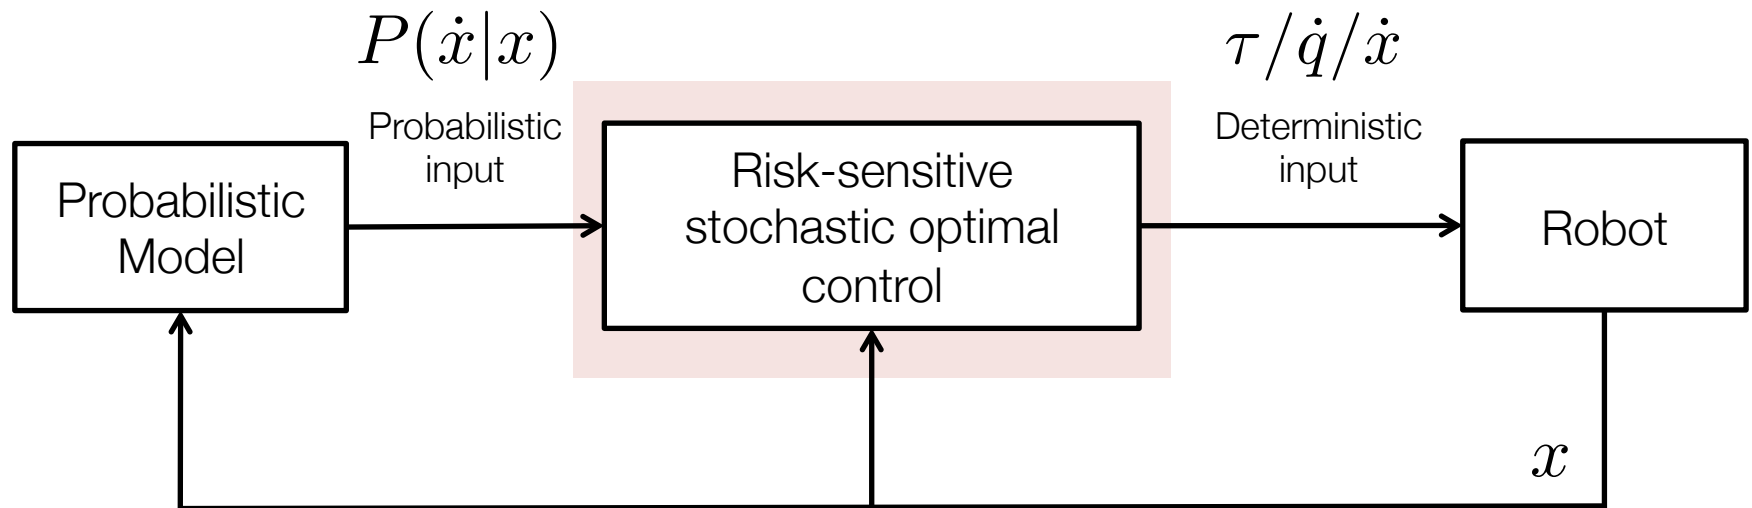 P(ẋ|x)
τ/q̇/ẋ
Probabilistic
input
Deterministic
input
Probabilistic
Model
Risk-sensitive
stochastic optimal
control
Robot
x